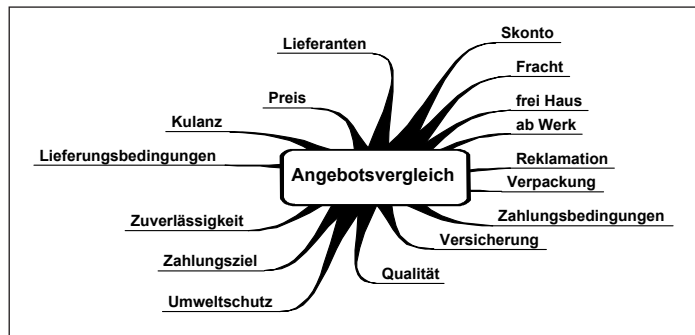 Lieferanten
Skonto
Fracht
Preis
frei Haus
Kulanz
ab Werk
Lieferungsbedingungen
Reklamation
Angebotsvergleich
Verpackung
Zuverlässigkeit
Zahlungsbedingungen
Versicherung
Zahlungsziel
Qualität
Umweltschutz